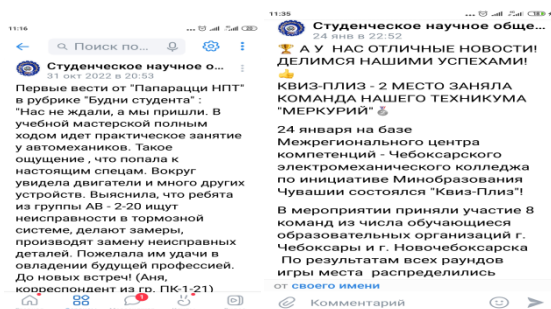 11:16
Поиск по...
Студенческое научное о...
31 окт 2022 в 20:53
Первые вести от "Папарацци НПТ"
в рубрике "Будни студента" :
"Нас не ждали, а мы пришли. В
учебной мастерской полным
ходом идет практическое занятие
у автомехаников. Такое
ощущение , что попала к
настоящим спецам. Вокруг
увидела двигатели и много других
устройств. Выяснила, что ребята
из группы АВ - 2-20 ищут
неисправности в тормозной
системе, делают замеры,
производят замену неисправных
деталей. Пожелала им удачи в
овладении будущей профессией.
До новых встреч! (Аня,
корреспондент из гр. ПК-1-21)
11:35
Студенческое научное обще...
24 янв в 22:52
А У НАС ОТЛИЧНЫЕ НОВОСТИ!
ДЕЛИМСЯ НАШИМИ УСПЕХАМИ!
КВИЗ-ПЛИЗ - 2 МЕСТО ЗАНЯЛА
КОМАНДА НАШЕГО ТЕХНИКУМА
"МЕРКУРИЙ"
24 января на базе
Межрегионального центра
компетенций - Чебоксарского
электромеханического колледжа
по инициативе Минобразования
Чувашии состоялся "Квиз-Плиз"!
В мероприятии приняли участие 8
команд из числа обучающиеся
образовательных организаций г.
Чебоксары и г. Новочебоксарска
По результатам всех раундов
игры места распределились
от своего имени
Комментарий